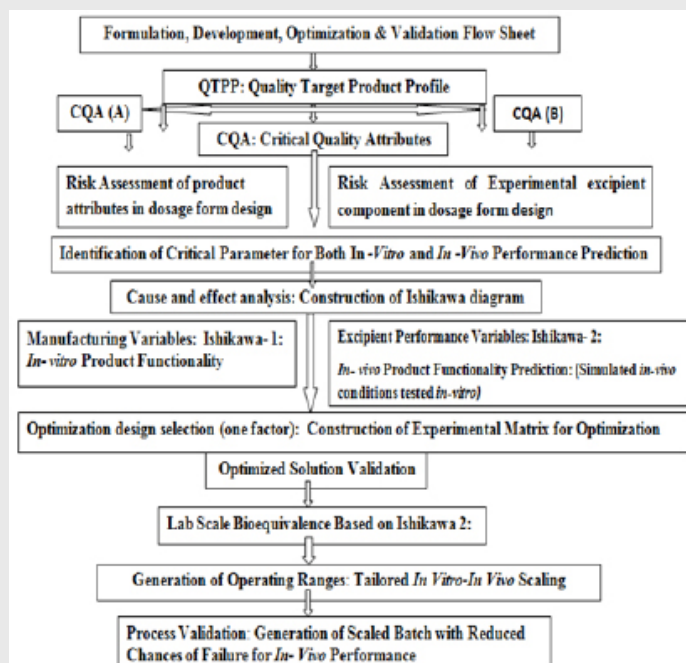 Formulation, Development, Optimization & Validation Flow Sheet
QTPP: Quality Target Product Profile
CQA (A)
CQA (B)
CQA: Critical Quality Attributes
Risk Assessment of product
attributes in dosage form design
Risk Assessment of Experimental excipient
component in dosage form design
Identification of Critical Parameter for Both In -Vitro and In -Vivo Performance Prediction
Cause and effect analysis: Construction of Ishikawa diagram
Manufacturing Variables: Ishikawa- 1:
In- vitro Product Functionality
Excipient Performance Variables: Ishikawa- 2:
In- vivo Product Functionality Prediction: (Simulated in-vivo
conditions tested in-vitro)
Optimization design selection (one factor): Construction of Experimental Matrix for Optimization
Optimized Solution Validation
Lab Scale Bioequivalence Based on Ishikawa 2:
Generation of Operating Ranges: Tailored In Vitro-In Vivo Scaling
Process Validation: Generation of Scaled Batch with Reduced
Chances of Failure for In- Vivo Performance